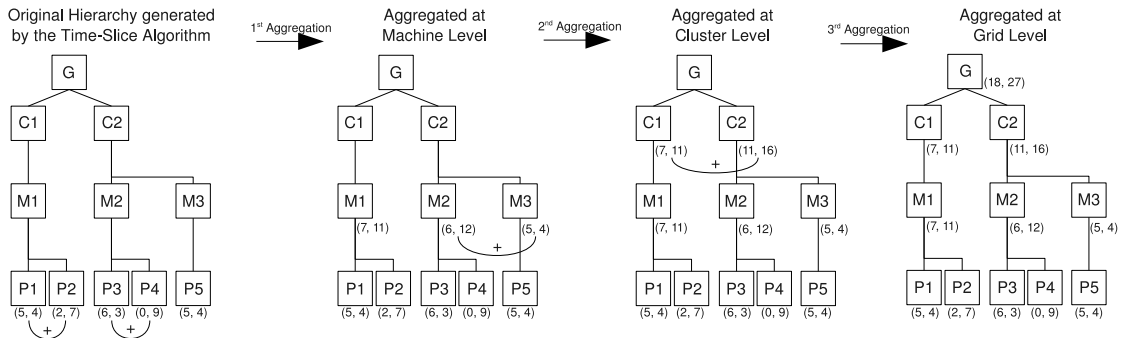 Original Hierarchy generated
by the Time-Slice Algorithm
1st Aggregation
Aggregated at
Machine Level
2nd Aggregation
Aggregated at
Cluster Level
3rd Aggregation
Aggregated at
Grid Level
G
C1 C2
M1 M2 M3
P1 P2 P3 P4 P5
(5, 4) (2, 7) (6, 3) (0, 9) (5, 4)
+ +
G
C1 C2
M1 M2 M3
(7, 11) (6, 12) (5, 4)
+
P1 P2 P3 P4 P5
(5, 4) (2, 7) (6, 3) (0, 9) (5, 4)
G
C1 C2
(7, 11) (11, 16)
+
M1 M2 M3
(7, 11) (6, 12) (5, 4)
P1 P2 P3 P4 P5
(5, 4) (2, 7) (6, 3) (0, 9) (5, 4)
G
(18, 27)
C1 C2
(7, 11) (11, 16)
M1 M2 M3
(7, 11) (6, 12) (5, 4)
P1 P2 P3 P4 P5
(5, 4) (2, 7) (6, 3) (0, 9) (5, 4)